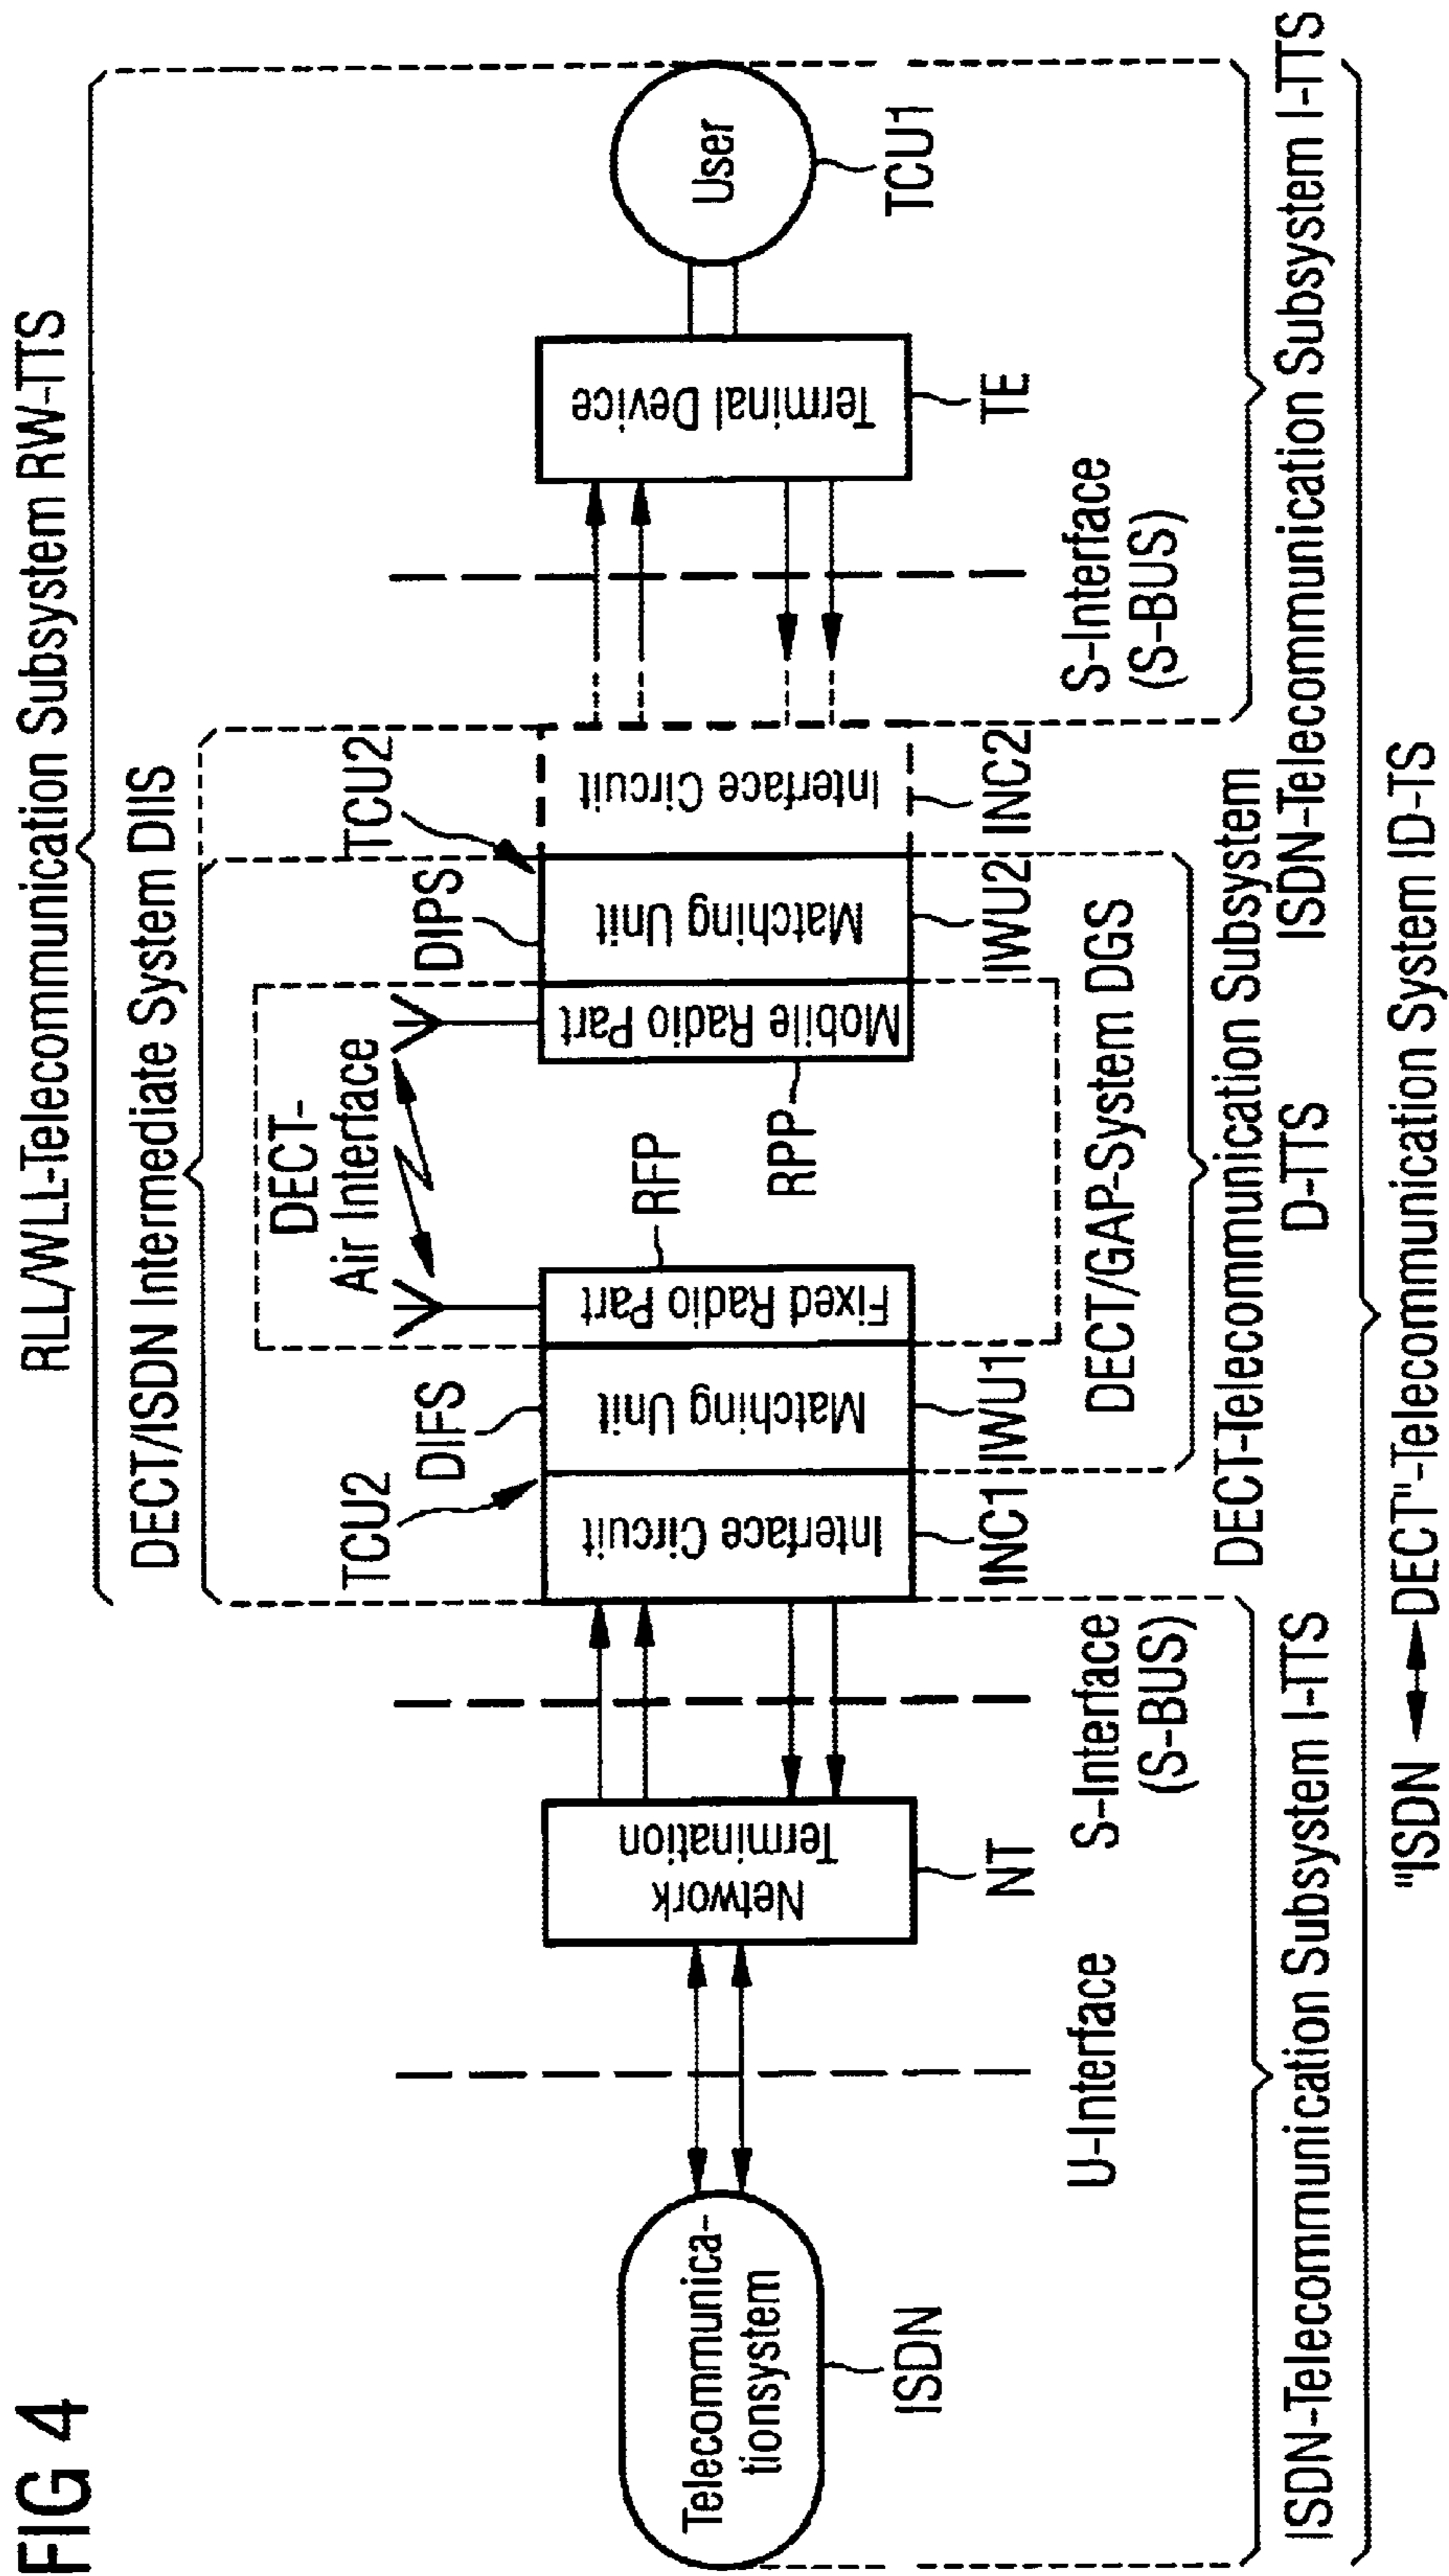 FIG 4
RLL/WLL-Telecommunication Subsystem RW-TTS
DECT/ISDN Intermediate System DIIS
DECT-
Air Interface
TCU2
DIFS
RFP
RPP
DIPS
TCU2
Telecommunica-
tionsystem
ISDN
U-Interface
Network
Termination
NT
S-Interface
(S-BUS)
Interface Circuit
INC1
Matching Unit
IWU1
Fixed Radio Part
Mobile Radio Part
Matching Unit
IWU2
Interface Circuit
INC2
S-Interface
(S-BUS)
Terminal Device
TE
User
TCU1
DECT/GAP-System DGS
DECT-Telecommunication Subsystem
D-TTS
ISDN-Telecommunication Subsystem I-TTS
ISDN-Telecommunication Subsystem I-TTS
"ISDN ↔ DECT"-Telecommunication System ID-TS